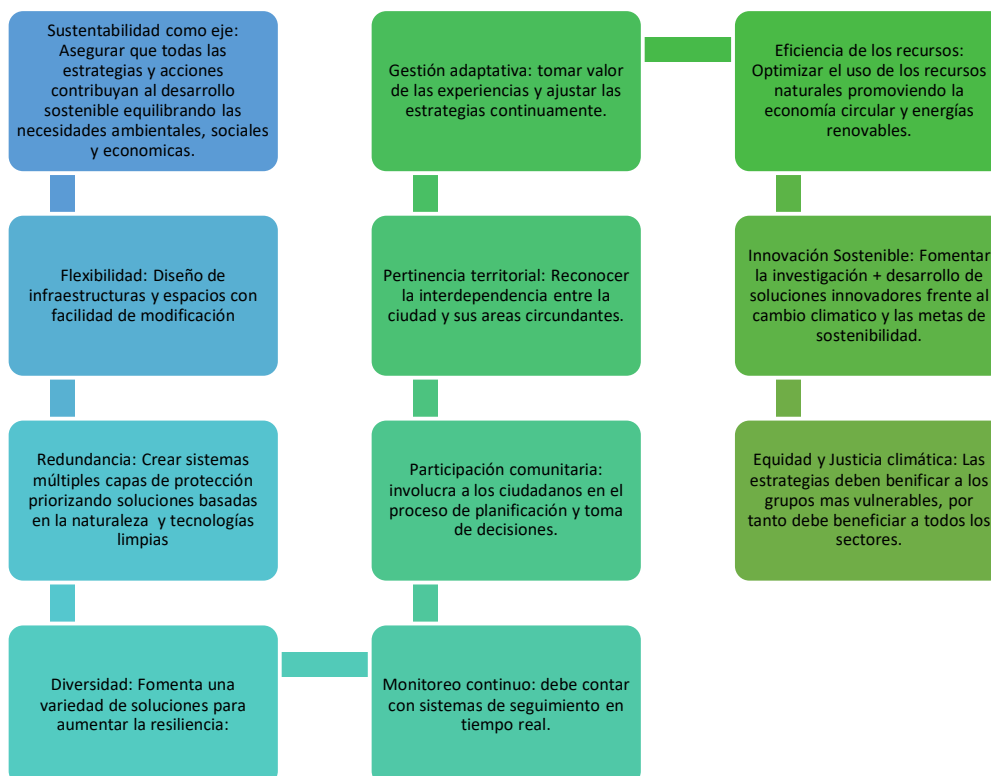 Sustentabilidad como eje:
Asegurar que todas las
estrategias y acciones
contribuyan al desarrollo
sostenible equilibrando las
necesidades ambientales, sociales
y economicas.
Flexibilidad: Diseño de
infraestructuras y espacios con
facilidad de modificación
Redundancia: Crear sistemas
múltiples capas de protección
priorizando soluciones basadas
en la naturaleza y tecnologías
limpias
Diversidad: Fomenta una
variedad de soluciones para
aumentar la resiliencia:
Monitoreo continuo: debe contar
con sistemas de seguimiento en
tiempo real.
Participación comunitaria:
involucra a los ciudadanos en el
proceso de planificación y toma
de decisiones.
Pertinencia territorial: Reconocer
la interdependencia entre la
ciudad y sus areas circundantes.
Gestión adaptativa: tomar valor
de las experiencias y ajustar las
estrategias continuamente.
Eficiencia de los recursos:
Optimizar el uso de los recursos
naturales promoviendo la
economía circular y energías
renovables.
Innovación Sostenible: Fomentar
la investigación + desarrollo de
soluciones innovadores frente al
cambio climatico y las metas de
sostenibilidad.
Equidad y Justicia climática: Las
estrategias deben benificar a los
grupos mas vulnerables, por
tanto debe beneficiar a todos los
sectores.